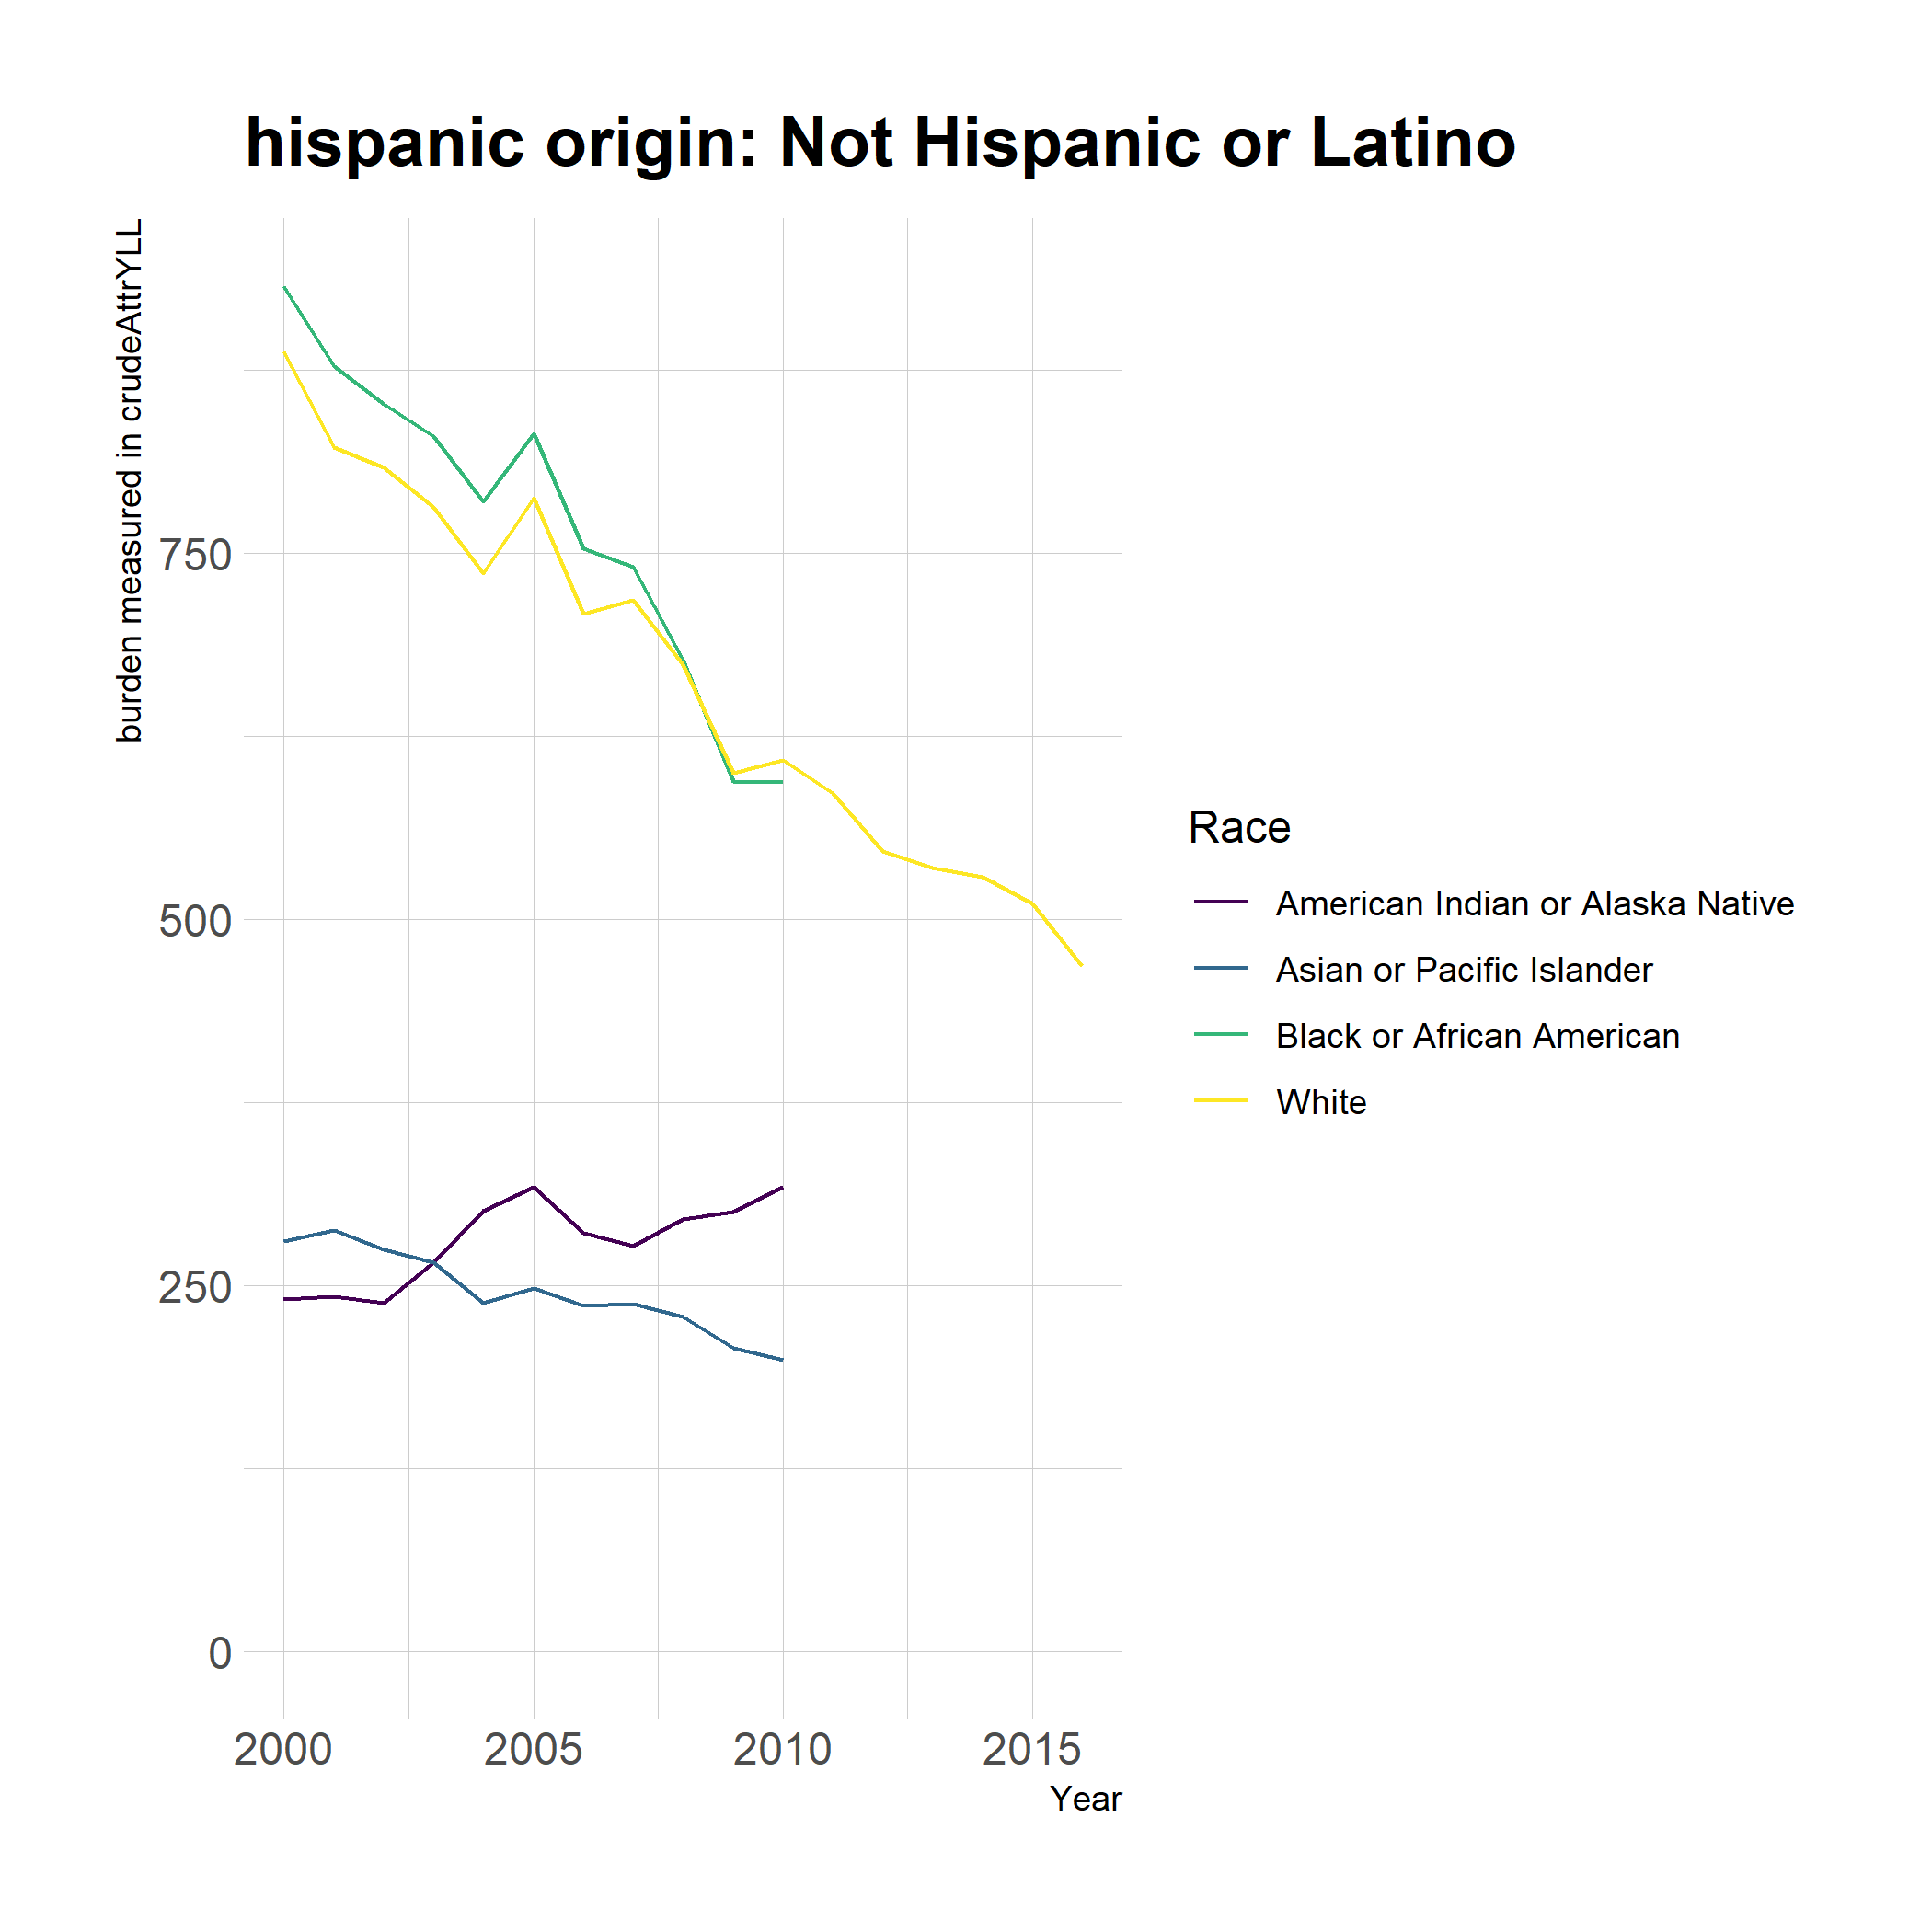 hispanic origin: Not Hispanic or Latino
burden measured in crudeAttrYLL
750
500
250
0
2000
2005
2010
2015
Year
Race
American Indian or Alaska Native
Asian or Pacific Islander
Black or African American
White